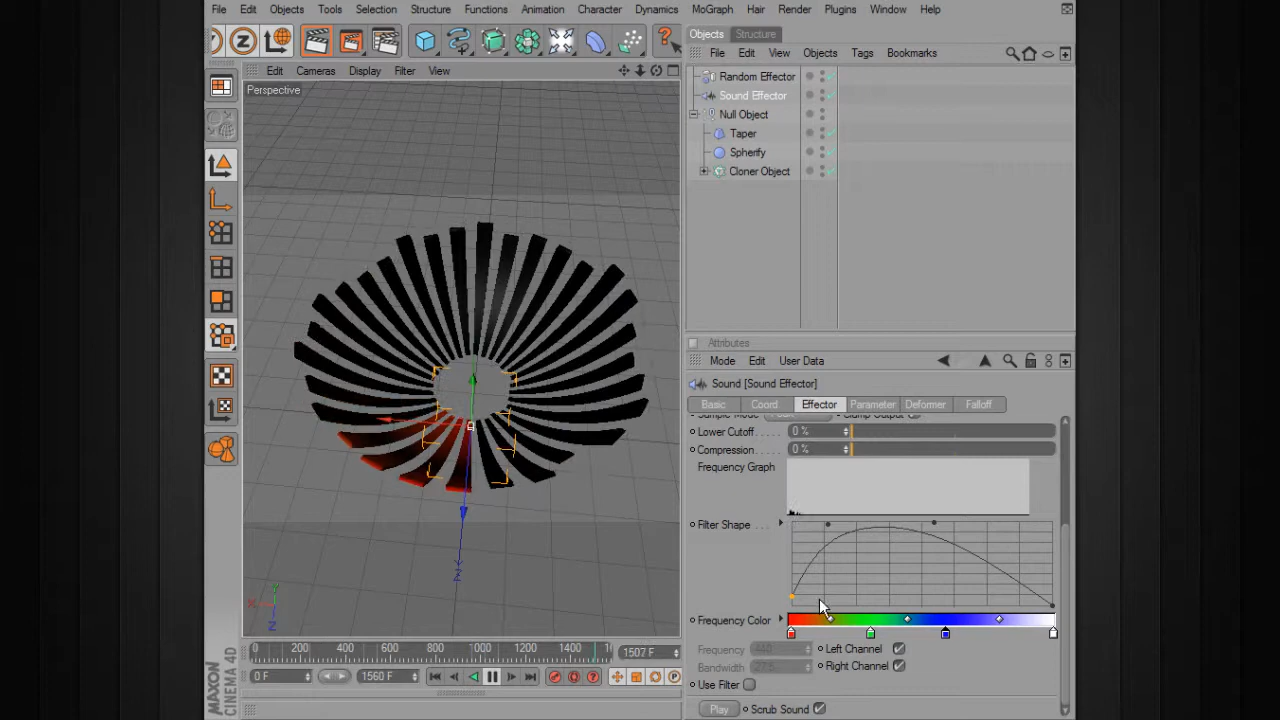 File Edit Objects Tools Selection Structure Functions Animation Character Dynamics MoGraph Hair Render Plugins Window Help
Objects Structure
File Edit View Objects Tags Bookmarks
Edit Cameras Display Filter View
Perspective
Random Effector
Sound Effector
Null Object
Taper
Spherify
Cloner Object
Attributes
Mode Edit User Data
Sound [Sound Effector]
Basic Coord Effector Parameter Deformer Falloff
Lower Cutoff 0 %
Compression 0 %
Frequency Graph
Filter Shape
Frequency Color
Frequency 440 Left Channel
Bandwidth Right Channel
Use Filter
Play Scrub Sound
X Y Z
Z
0 200 400 600 800 1000 1200 1400 1507 F
0 F 1560 F
MAXON
CINEMA 4D